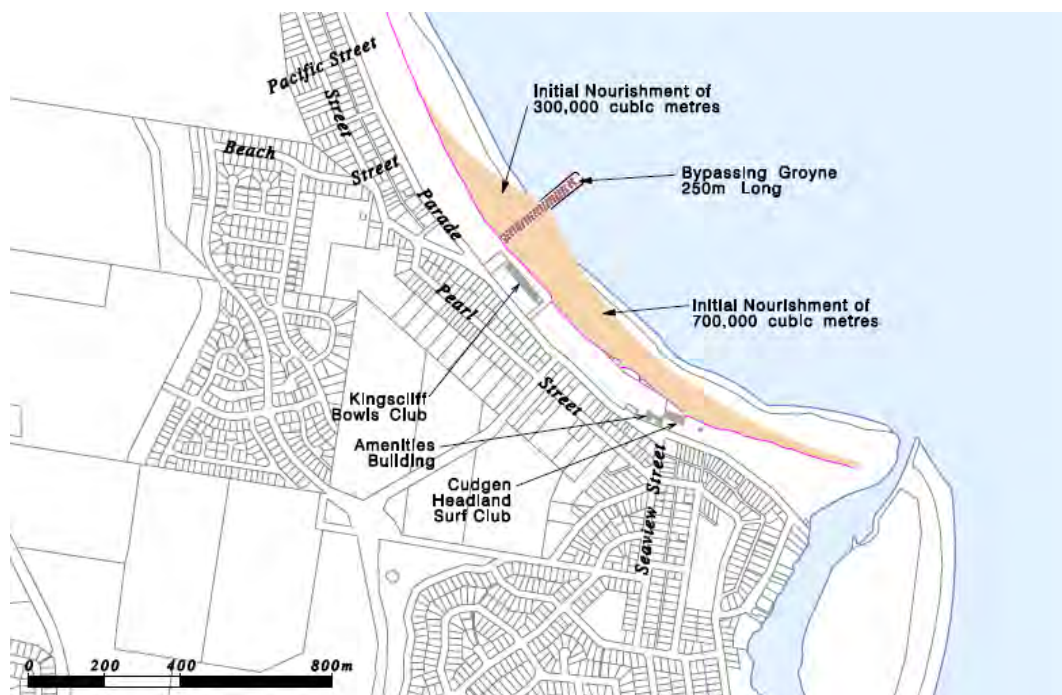 Pacific Street
Initial Nourishment of
300,000 cubic metres
Street
Beach
Street
Bypassing Groyne
250m Long
Parade
Pearl
Initial Nourishment of
700,000 cubic metres
Street
Kingscliff
Bowls Club
Amenities
Building
Cudgen
Headland
Surf Club
Seaview Street
0 200 400 800m